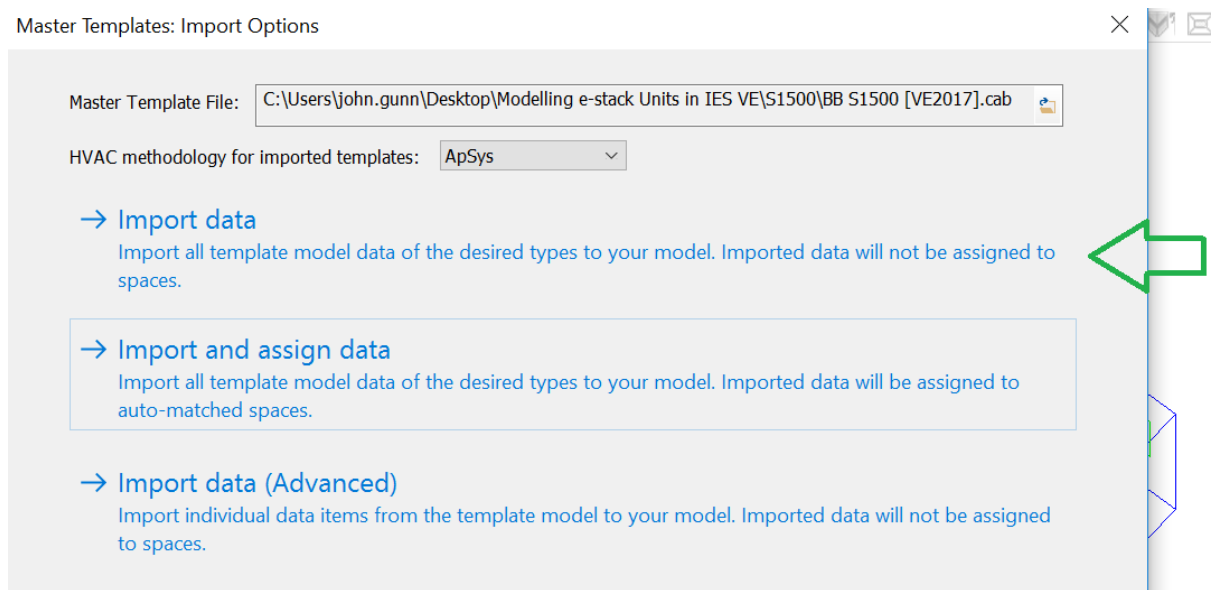 Master Templates: Import Options
Master Template File: C:\Users\john.gunn\Desktop\Modelling e-stack Units in IES VE\S1500\BB S1500 [VE2017].cab
HVAC methodology for imported templates: ApSys
Import data
Import all template model data of the desired types to your model. Imported data will not be assigned to
spaces.
Import and assign data
Import all template model data of the desired types to your model. Imported data will be assigned to
auto-matched spaces.
Import data (Advanced)
Import individual data items from the template model to your model. Imported data will not be assigned
to spaces.